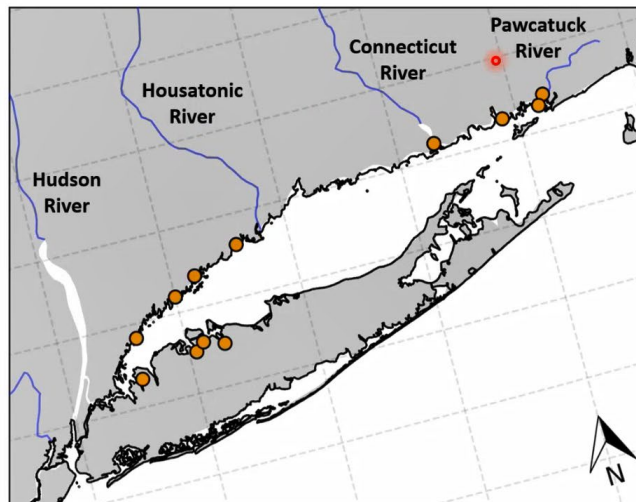 Pawcatuck
River
Connecticut
River
Housatonic
River
Hudson
River
N